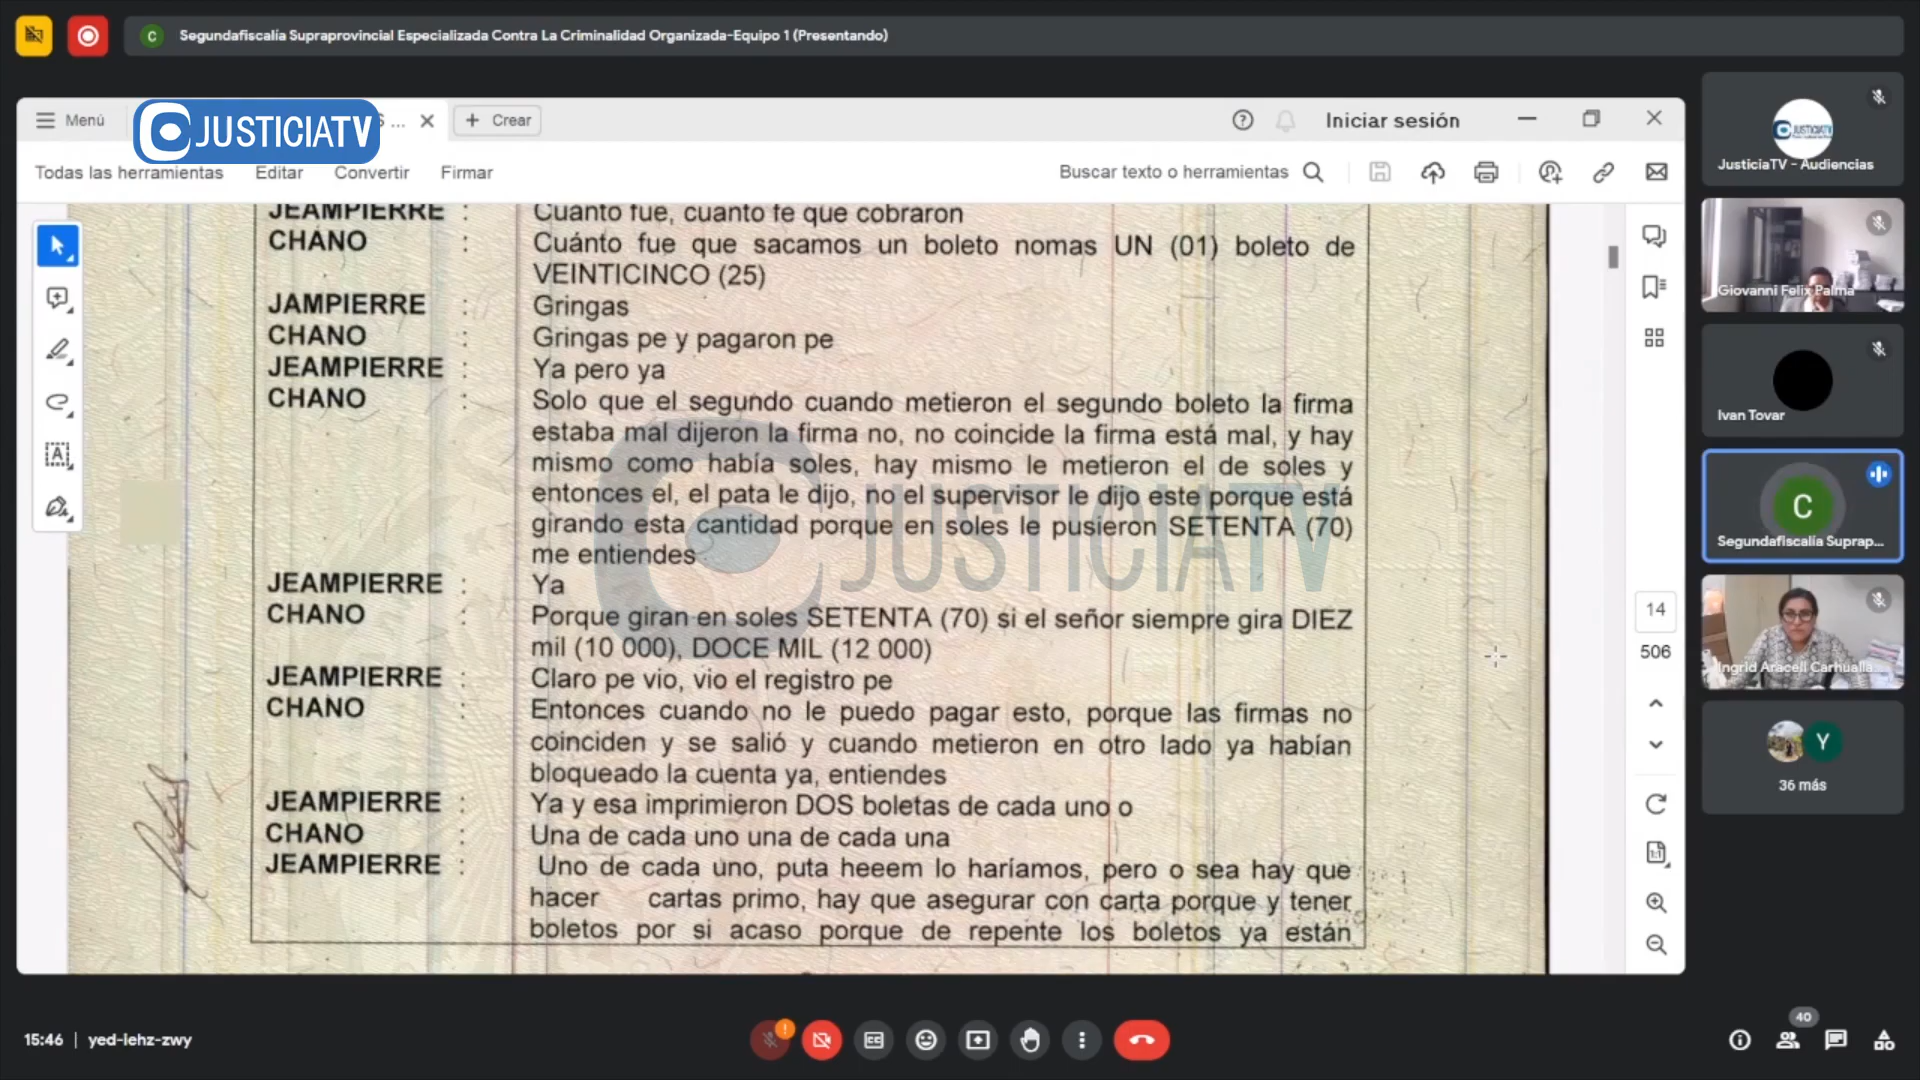 C Segundafiscalía Supraprovincial Especializada Contra La Criminalidad Organizada-Equipo 1 (Presentando)
Menú
JUSTICIATV
S ...
Crear
Iniciar sesión
Todas las herramientas Editar Convertir Firmar
Buscar texto o herramientas
JEAMPIERRE : Cuanto fue, cuanto fe que cobraron
CHANO : Cuánto fue que sacamos un boleto nomas UN (01) boleto de
VEINTICINCO (25)
JAMPIERRE : Gringas
CHANO : Gringas pe y pagaron pe
JEAMPIERRE : Ya pero ya
CHANO : Solo que el segundo cuando metieron el segundo boleto la firma
estaba mal dijeron la firma no, no coincide la firma está mal, y hay
mismo como había soles, hay mismo le metieron el de soles y
entonces el, el pata le dijo, no el supervisor le dijo este porque está
girando esta cantidad porque en soles le pusieron SETENTA (70)
me entiendes
JEAMPIERRE : Ya
CHANO : Porque giran en soles SETENTA (70) si el señor siempre gira DIEZ
mil (10 000), DOCE MIL (12 000)
JEAMPIERRE : Claro pe vio, vio el registro pe
CHANO : Entonces cuando no le puedo pagar esto, porque las firmas no
coinciden y se salió y cuando metieron en otro lado ya habían
bloqueado la cuenta ya, entiendes
JEAMPIERRE : Ya y esa imprimieron DOS boletas de cada uno o
CHANO : Una de cada uno una de cada una
JEAMPIERRE : Uno de cada uno, puta heeem lo haríamos, pero o sea hay que
hacer cartas primo, hay que asegurar con carta porque y tener
boletos por si acaso porque de repente los boletos ya están
JUSTICIATV
14
506
JUSTICIATV
JusticiaTV - Audiencias
Giovanni Felix Palma
Ivan Tovar
C
Segundafiscalía Suprap...
Ingrid Araceli Carhualla...
Y
36 más
15:46 | yed-iehz-zwy
40